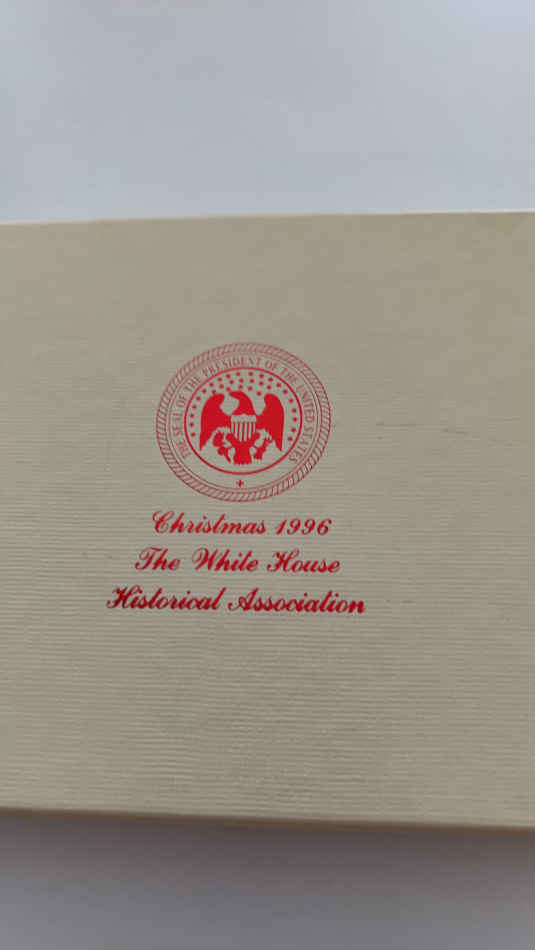 THE SEAL OF THE PRESIDENT OF THE UNITED STATES
Christmas 1996
The White House
Historical Association